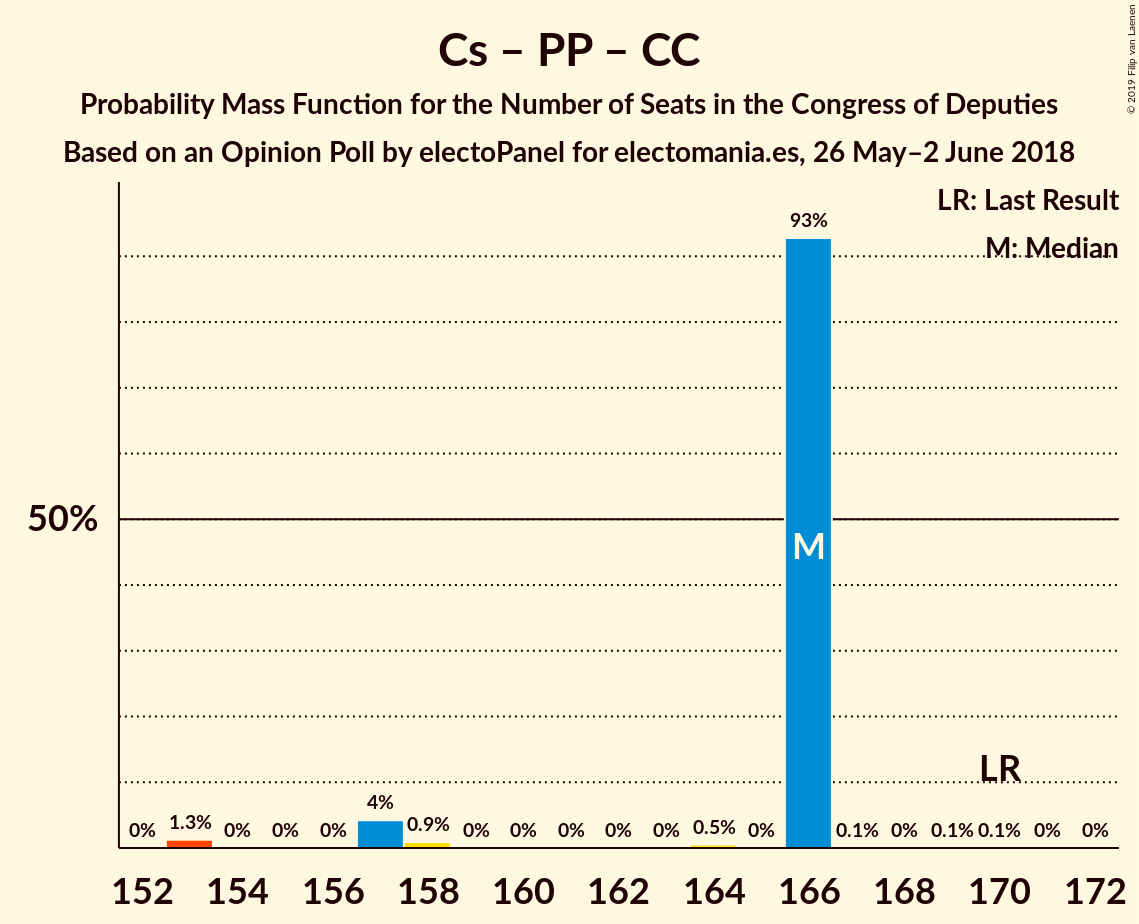 Cs – PP – CC
Probability Mass Function for the Number of Seats in the Congress of Deputies
Based on an Opinion Poll by electoPanel for electomania.es, 26 May–2 June 2018
© 2019 Filip van Laenen
LR: Last Result
M: Median
93%
50%
M
LR
0% 1.3% 0% 0% 0% 4% 0.9% 0% 0% 0% 0% 0% 0.5% 0% 0.1% 0% 0.1% 0.1% 0% 0%
152 154 156 158 160 162 164 166 168 170 172